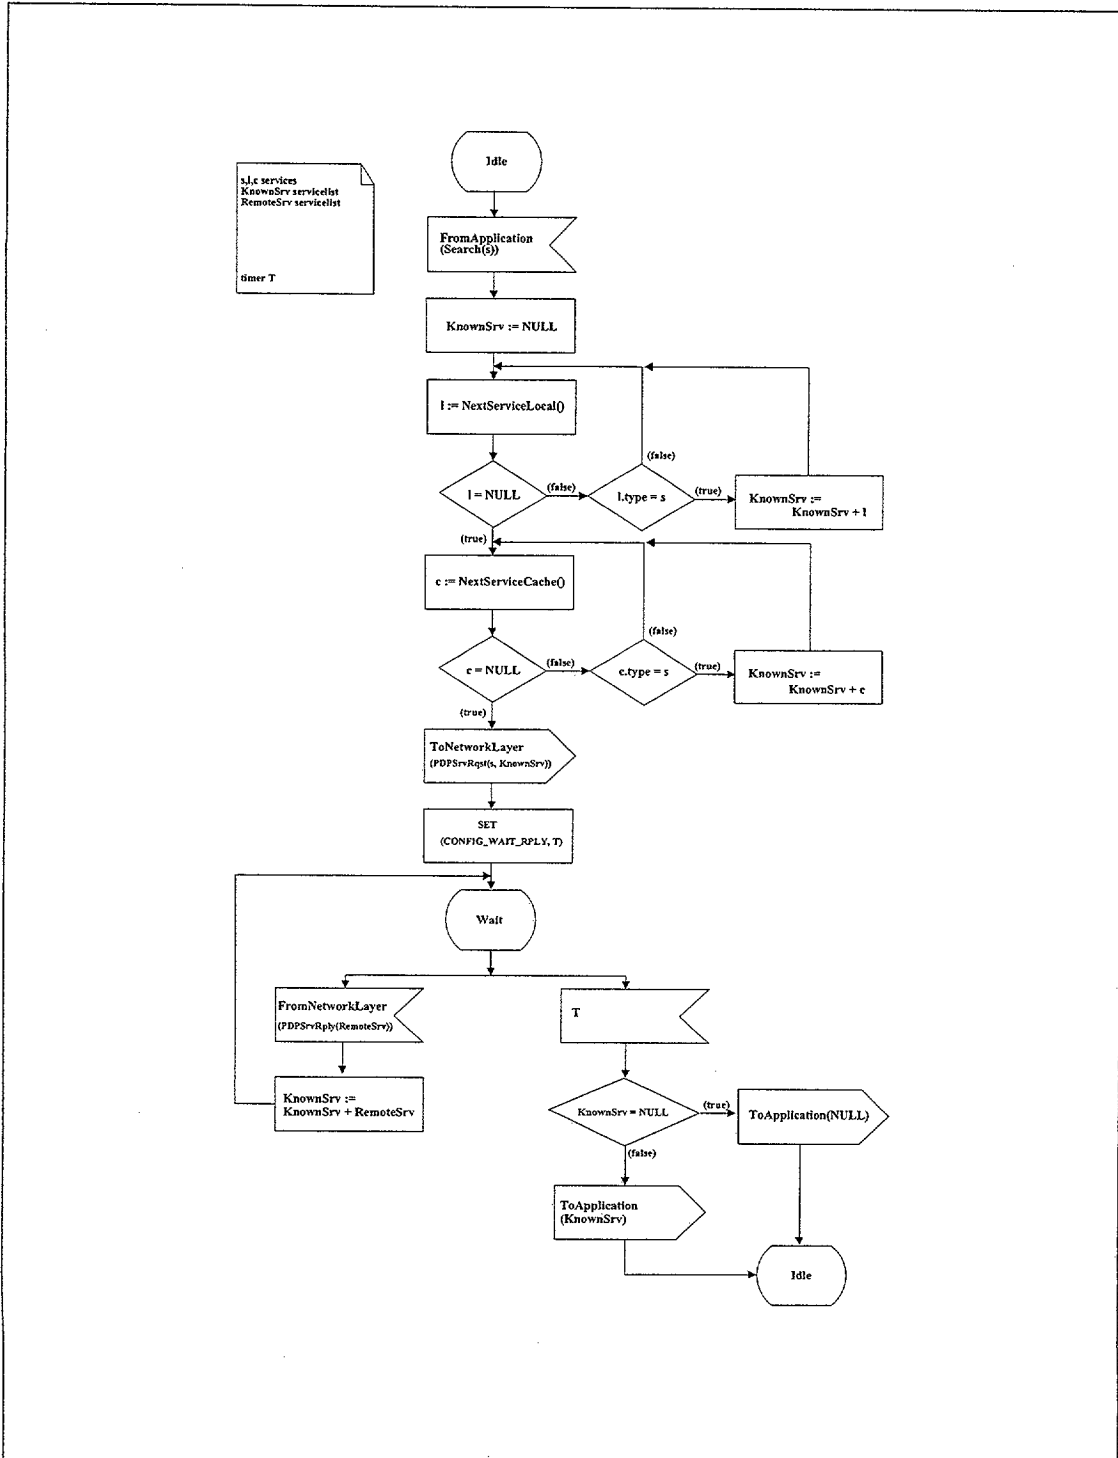 Idle
s,l,c services
KnownSrv servicelist
RemoteSrv servicelist
timer T
FromApplication
(Search(s))
KnownSrv := NULL
l := NextServiceLocal()
(false)
l = NULL
(false)
l.type = s
(true)
KnownSrv :=
KnownSrv + l
(true)
c := NextServiceCache()
(false)
c = NULL
(false)
c.type = s
(true)
KnownSrv :=
KnownSrv + c
(true)
ToNetworkLayer
(PDPSrvRqst(s, KnownSrv))
SET
(CONFIG_WAIT_RPLY, T)
Wait
FromNetworkLayer
(PDPSrvRply(RemoteSrv))
T
KnownSrv :=
KnownSrv + RemoteSrv
KnownSrv = NULL
(true)
ToApplication(NULL)
(false)
ToApplication
(KnownSrv)
Idle